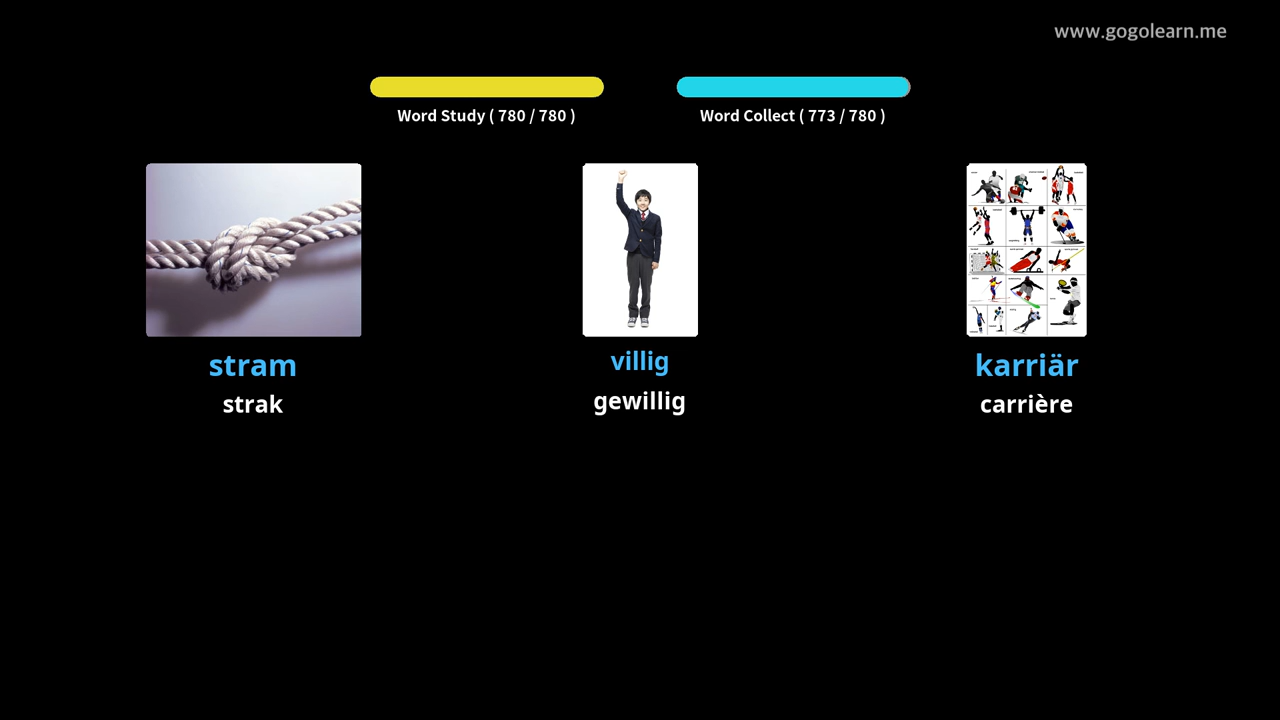 www.gogolearn.me
Word Study ( 780 / 780 )
Word Collect ( 773 / 780 )
stram
villig
karriär
strak
gewillig
carrière